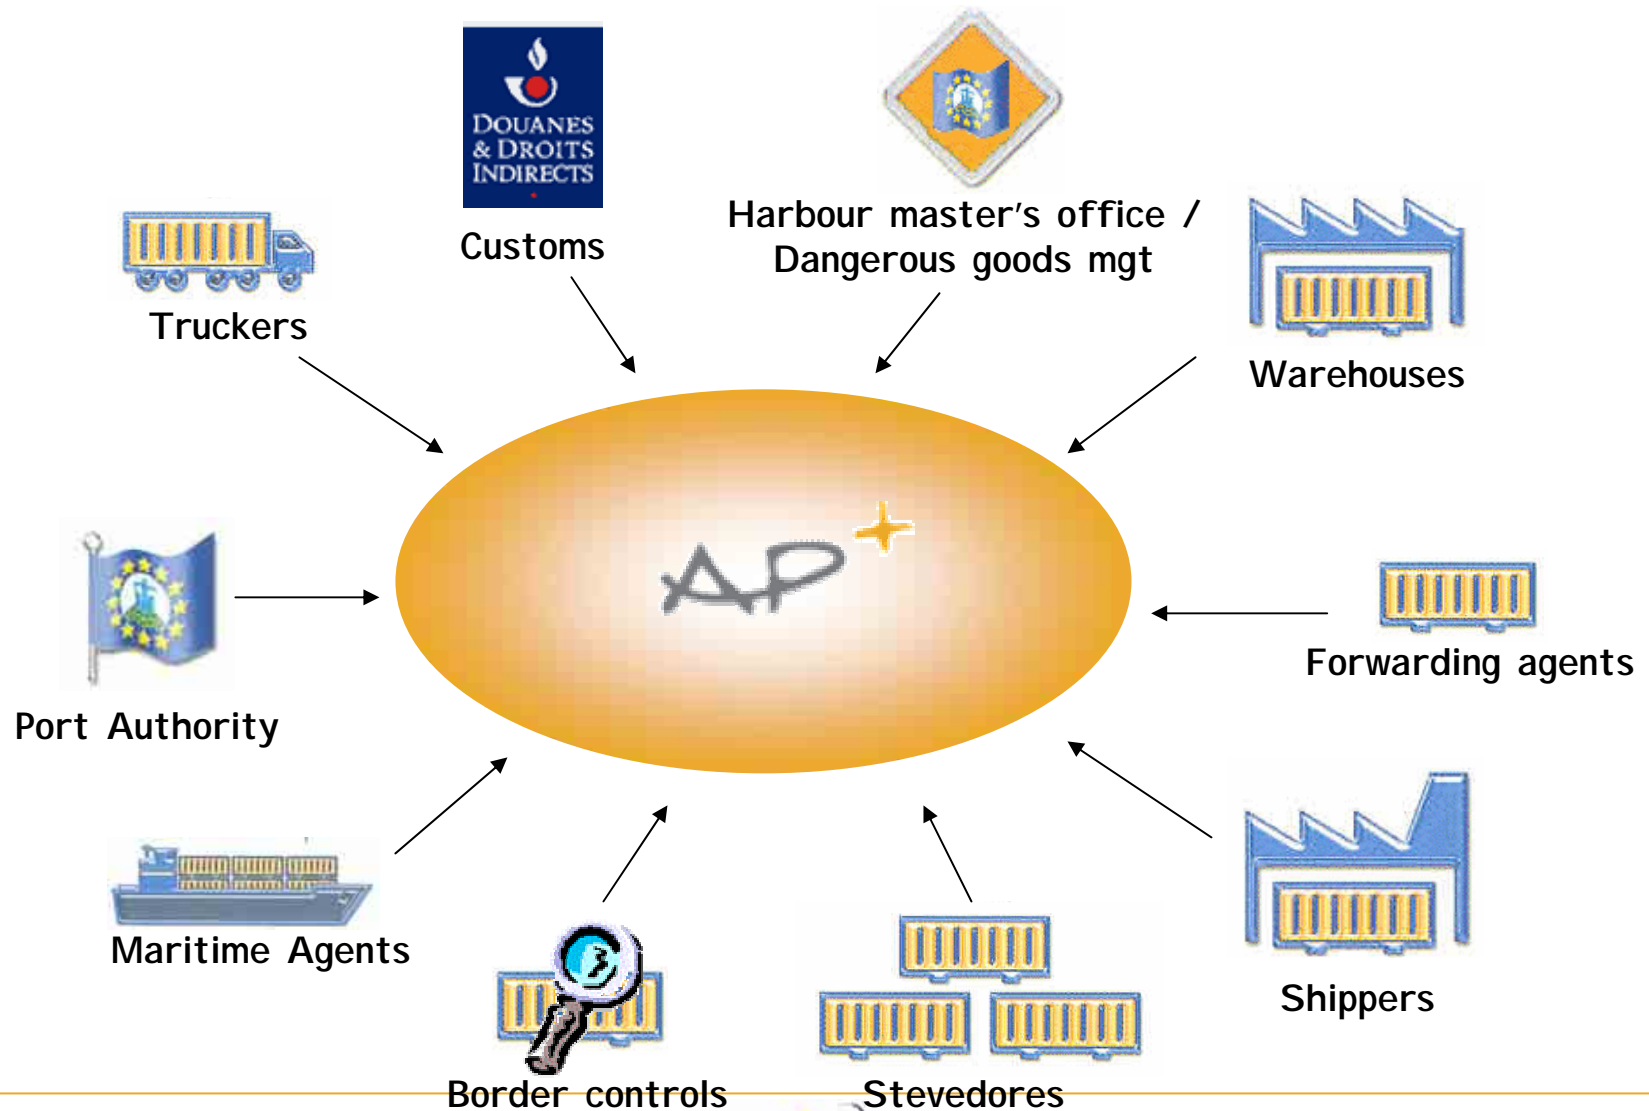 DOUANES
& DROITS
INDIRECTS
Customs
Harbour master's office /
Dangerous goods mgt
Truckers
Warehouses
AP+
Port Authority
Forwarding agents
Maritime Agents
Shippers
Border controls
Stevedores